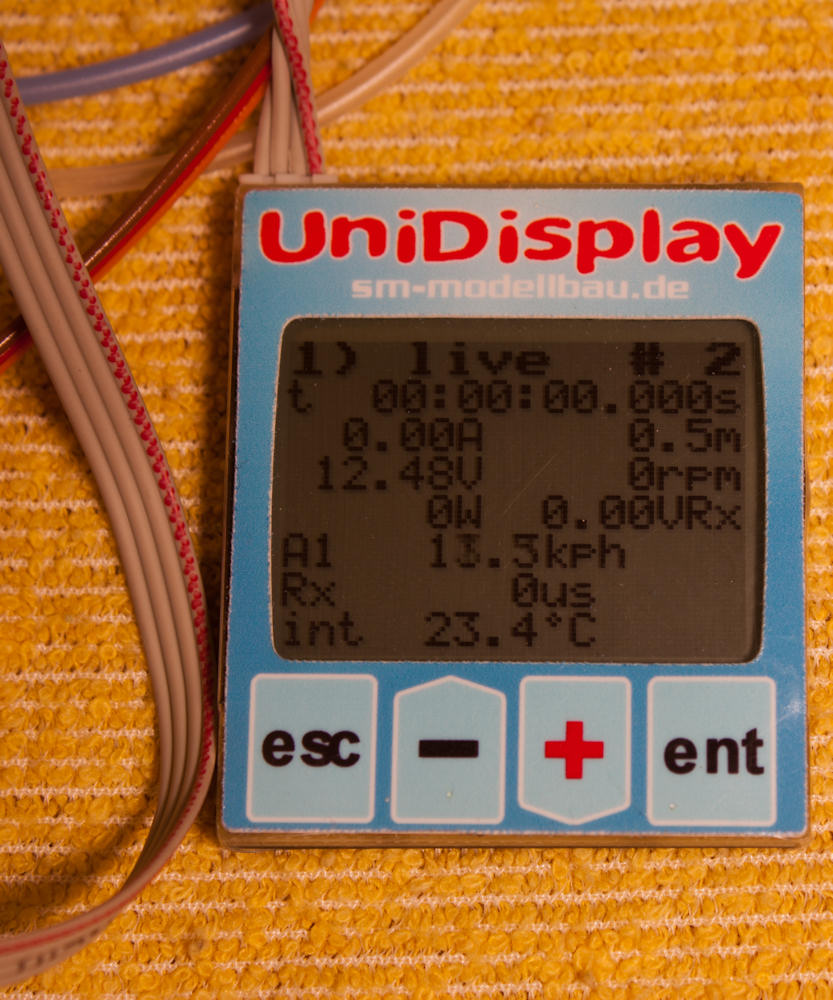 UniDisplay
sm-modellbau.de
1) live # 2
t 00:00:00.000s
0.00A 0.5m
12.48V 0rpm
0W 0.00VRx
A1 13.5kph
Rx 0us
int 23.4°C
esc − + ent